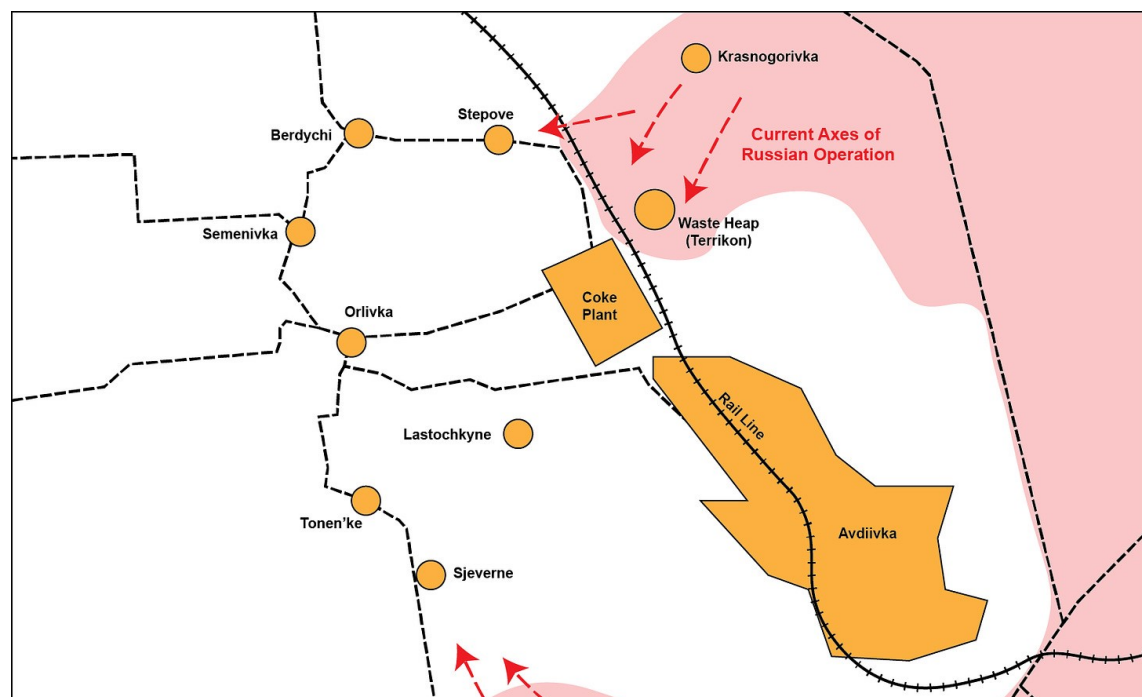 Krasnogorivka
Stepove
Berdychi
Current Axes of
Russian Operation
Waste Heap
(Terrikon)
Semenivka
Coke
Plant
Orlivka
Rail Line
Lastochkyne
Tonen'ke
Avdiivka
Sjeverne